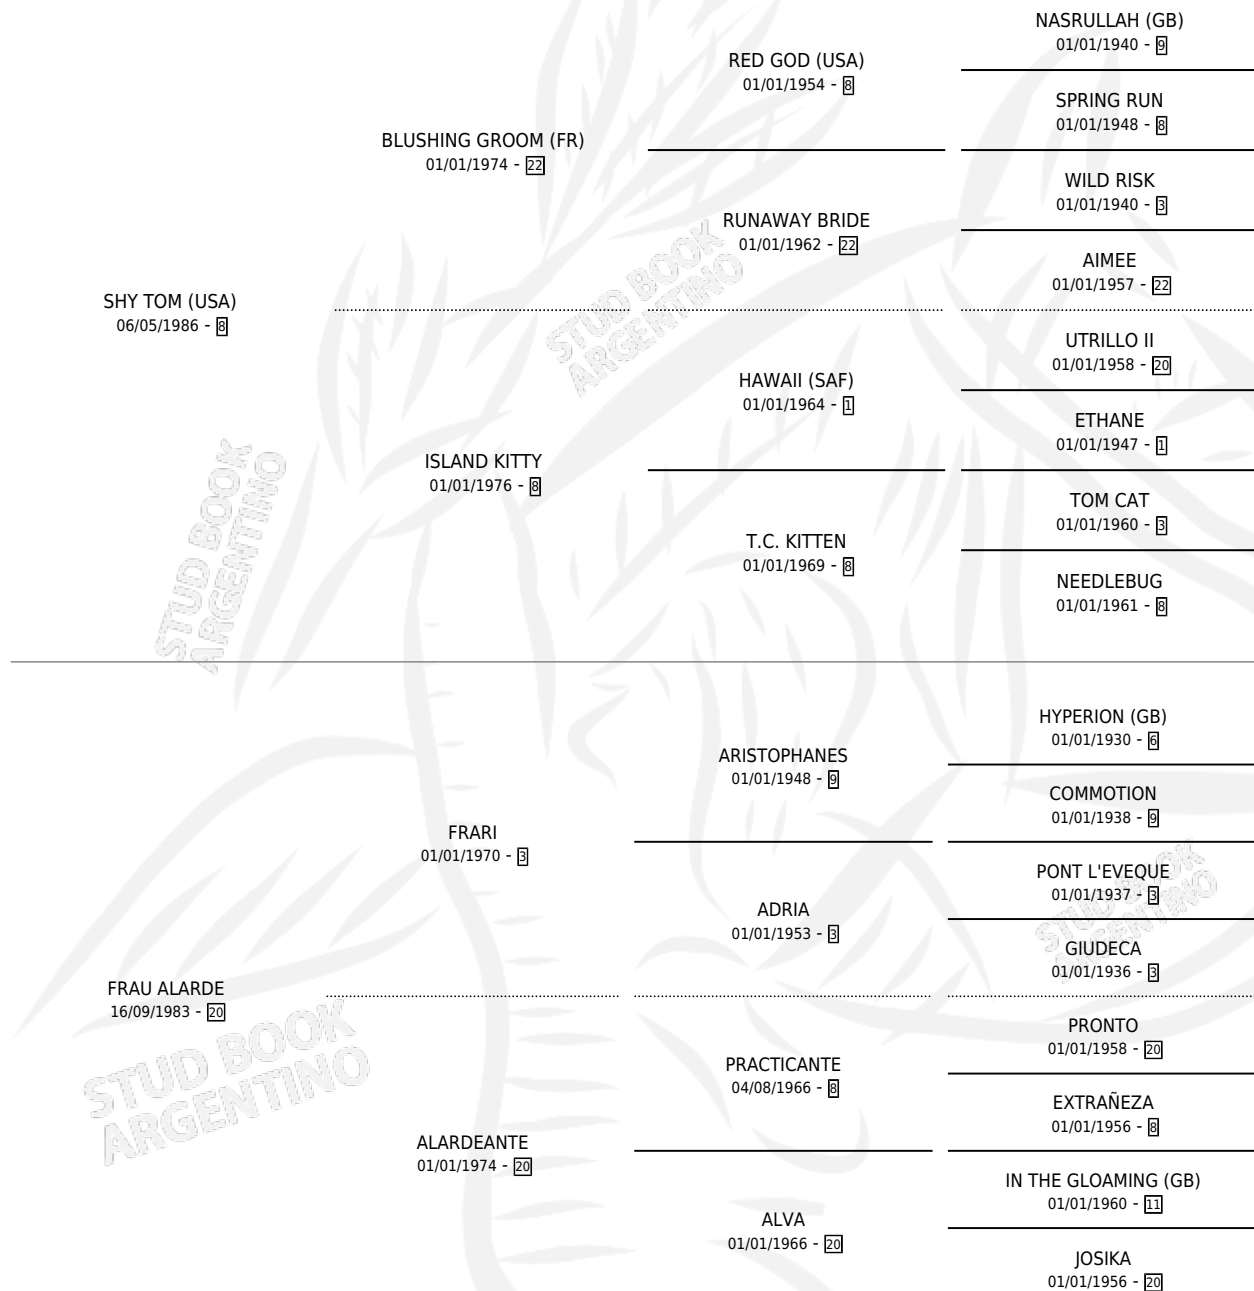 NASRULLAH (GB)
01/01/1940 - 9
RED GOD (USA)
01/01/1954 - 8
SPRING RUN
01/01/1948 - 8
BLUSHING GROOM (FR)
01/01/1974 - 22
WILD RISK
01/01/1940 - 3
RUNAWAY BRIDE
01/01/1962 - 22
AIMEE
01/01/1957 - 22
SHY TOM (USA)
06/05/1986 - 8
UTRILLO II
01/01/1958 - 20
HAWAII (SAF)
01/01/1964 - 1
ETHANE
01/01/1947 - 1
ISLAND KITTY
01/01/1976 - 8
TOM CAT
01/01/1960 - 3
T.C. KITTEN
01/01/1969 - 8
NEEDLEBUG
01/01/1961 - 8
HYPERION (GB)
01/01/1930 - 6
ARISTOPHANES
01/01/1948 - 9
COMMOTION
01/01/1938 - 9
FRARI
01/01/1970 - 3
PONT L'EVEQUE
01/01/1937 - 3
ADRIA
01/01/1953 - 3
GIUDECA
01/01/1936 - 3
FRAU ALARDE
16/09/1983 - 20
PRONTO
01/01/1958 - 20
PRACTICANTE
04/08/1966 - 8
EXTRAÑEZA
01/01/1956 - 8
ALARDEANTE
01/01/1974 - 20
IN THE GLOAMING (GB)
01/01/1960 - 11
ALVA
01/01/1966 - 20
JOSIKA
01/01/1956 - 20
STUD BOOK
ARGENTINO
STUD BOOK
ARGENTINO
STUD BOOK
ARGENTINO
STUD BOOK
ARGENTINO